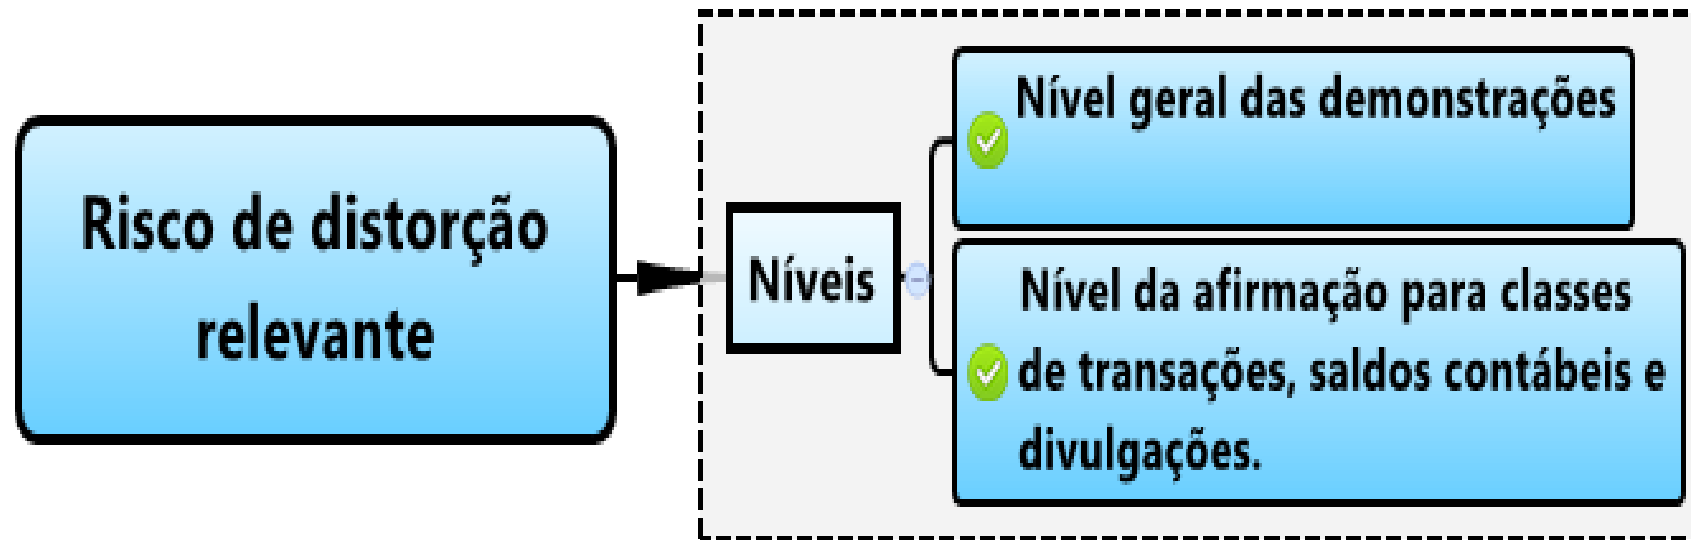 Risco de distorção
relevante
Níveis
Nível geral das demonstrações
Nível da afirmação para classes
de transações, saldos contábeis e
divulgações.